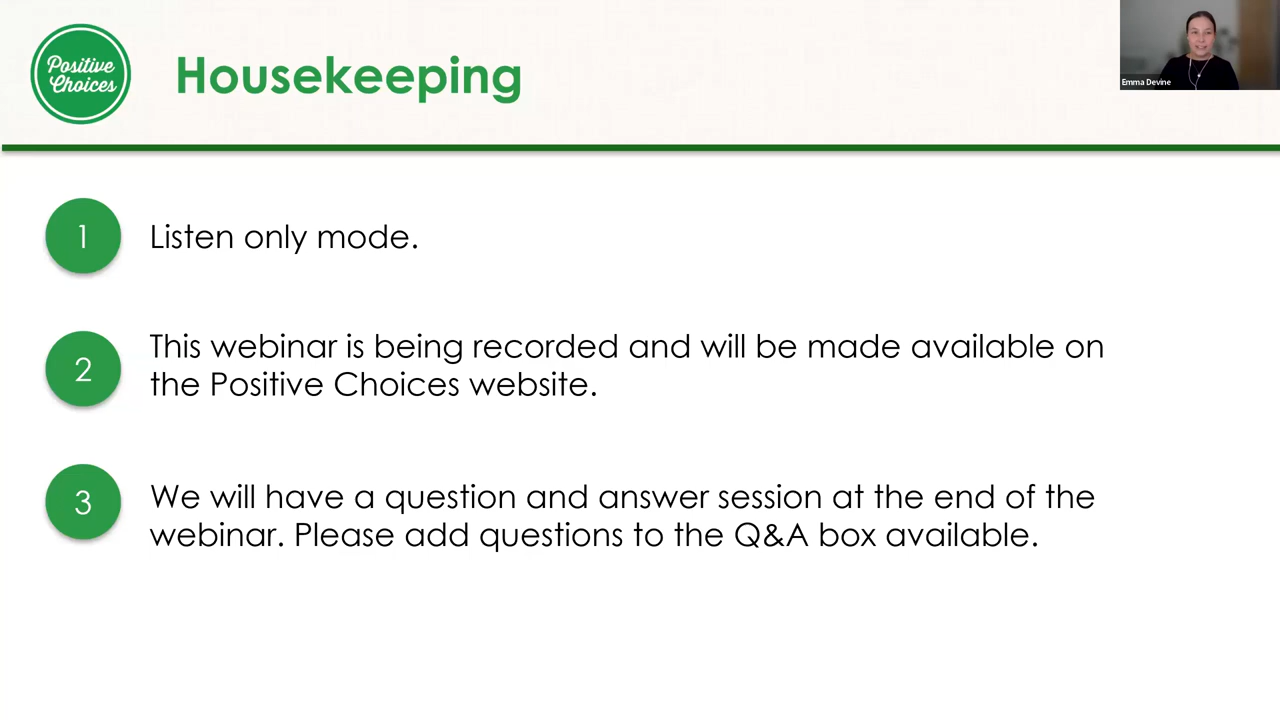 Positive
Choices
Housekeeping
Emma Devine
1
Listen only mode.
2
This webinar is being recorded and will be made available on
the Positive Choices website.
3
We will have a question and answer session at the end of the
webinar. Please add questions to the Q&A box available.